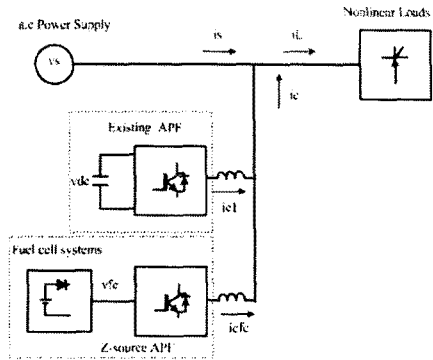 Nonlinear Loads
a.c Power Supply
is
iL
vs
ic
Existing APF
vdc
ic1
Fuel cell systems
vfc
icfc
Z-source APF